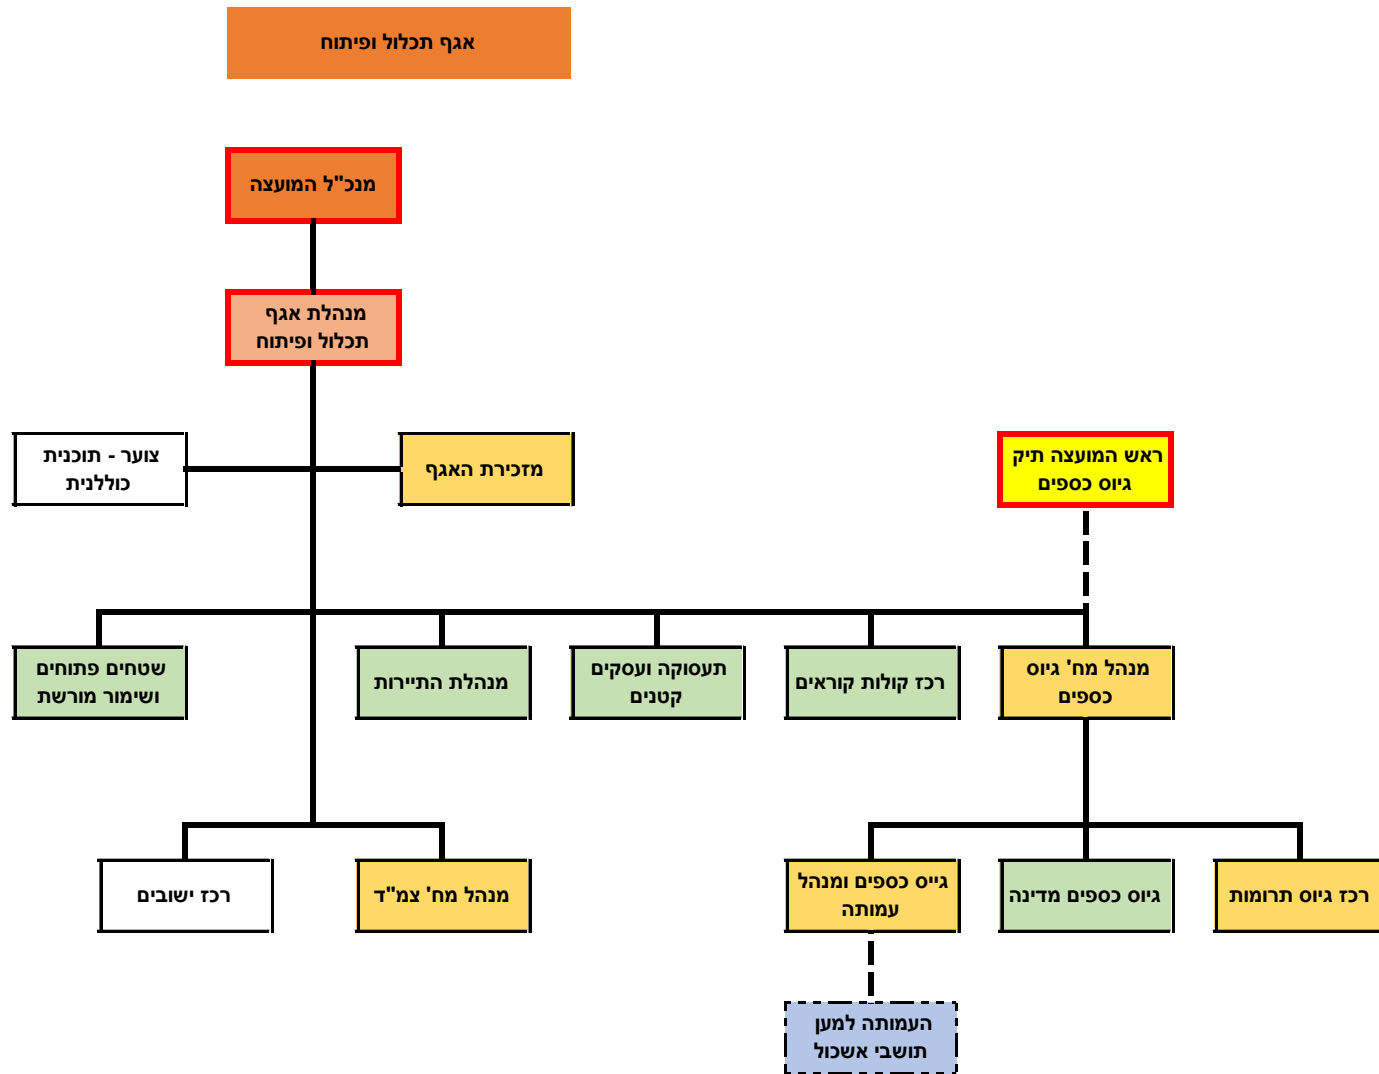 אגף תכלול ופיתוח
מנכ"ל המועצה
מנהלת אגף
תכלול ופיתוח
ראש המועצה תיק
גיוס כספים
מזכירת האגף
צוער - תוכנית
כוללנית
מנהל מח' גיוס
כספים
רכז קולות קוראים
תעסוקה ועסקים
קטנים
מנהלת התיירות
שטחים פתוחים
ושימור מורשת
רכז גיוס תרומות
גיוס כספים מדינה
גייס כספים ומנהל
עמותה
מנהל מח' צמ"ד
רכז ישובים
העמותה למען
תושבי אשכול